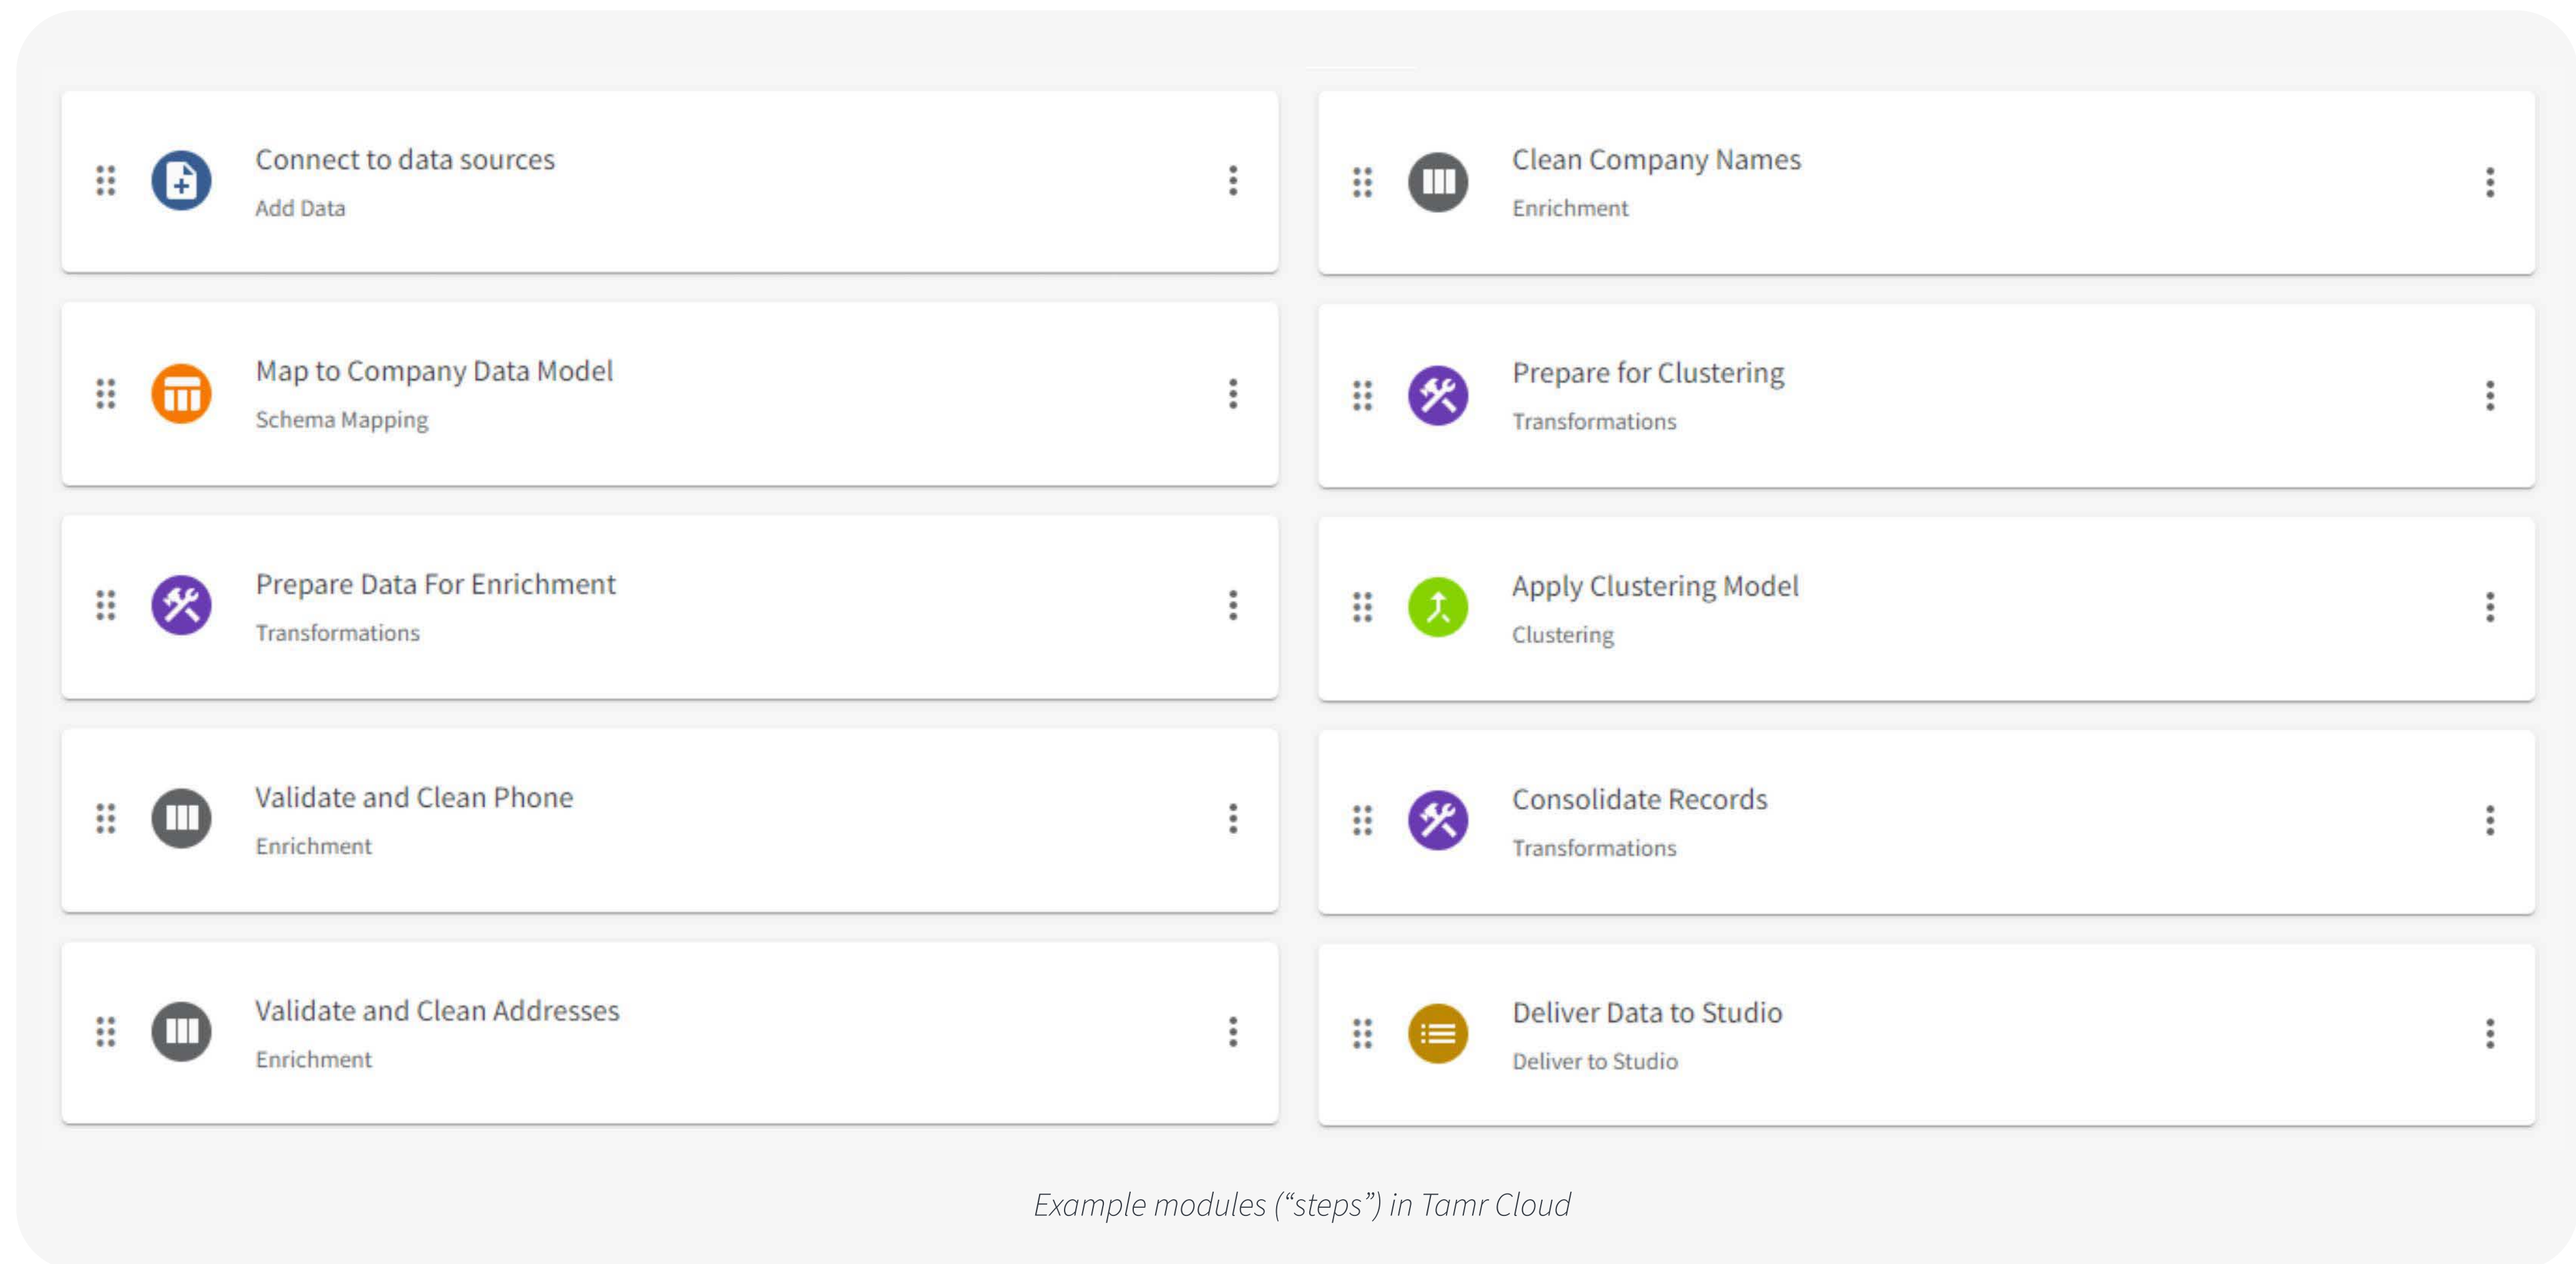 Connect to data sources
Add Data
Map to Company Data Model
Schema Mapping
Prepare Data For Enrichment
Transformations
Validate and Clean Phone
Enrichment
Validate and Clean Addresses
Enrichment
Clean Company Names
Enrichment
Prepare for Clustering
Transformations
Apply Clustering Model
Clustering
Consolidate Records
Transformations
Deliver Data to Studio
Deliver to Studio
Example modules (“steps”) in Tamr Cloud